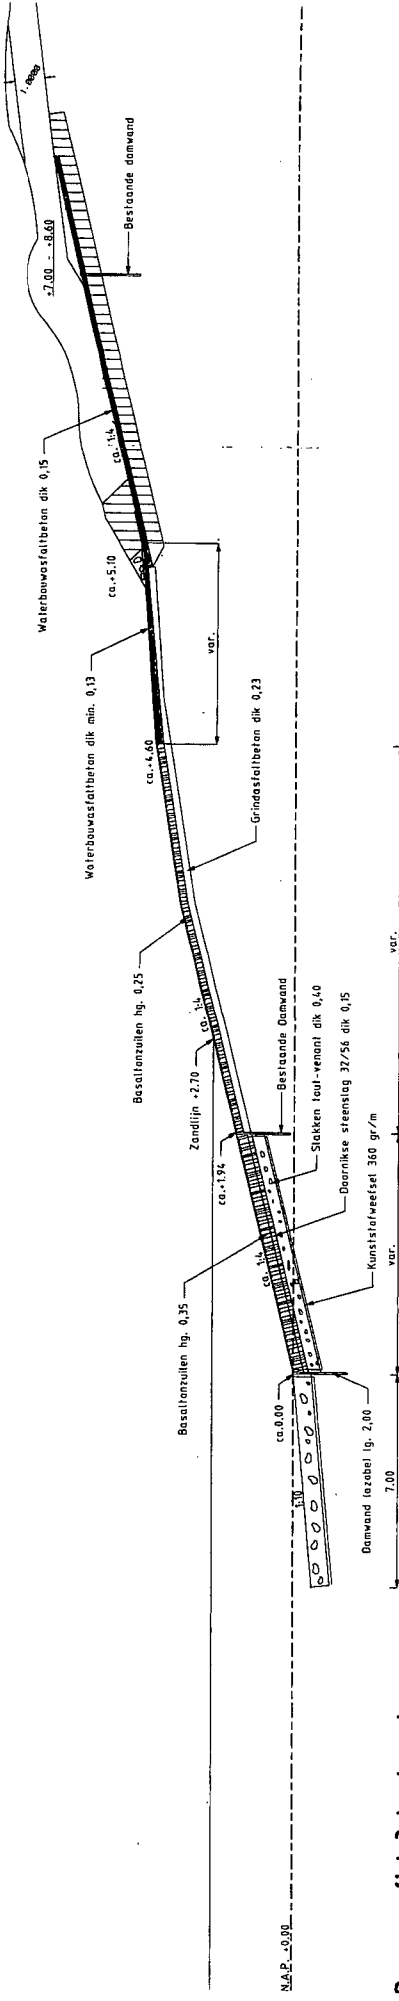 N.A.P. +0.00
1:10
7.00
Damwand (azobé) lg. 2,00
ca.0.00
Basaltonzuilen hg. 0,35
ca. 1:4
var.
Kunststofweefsel 360 gr/m
Doornikse steenslag 32/56 dik 0,15
Slakken tout-venant dik 0,40
Bestaande Damwand
ca.+1.94
Zandlijn +2.70
ca. 1:4
Basaltonzuilen hg. 0,25
var.
Grindasfaltbeton dik 0,23
ca.+4.60
Waterbouwasfaltbeton dik min. 0,13
var.
ca.+5.10
Waterbouwasfaltbeton dik 0,15
ca. 1:4
+7.00 - +8.60
Bestaande damwand